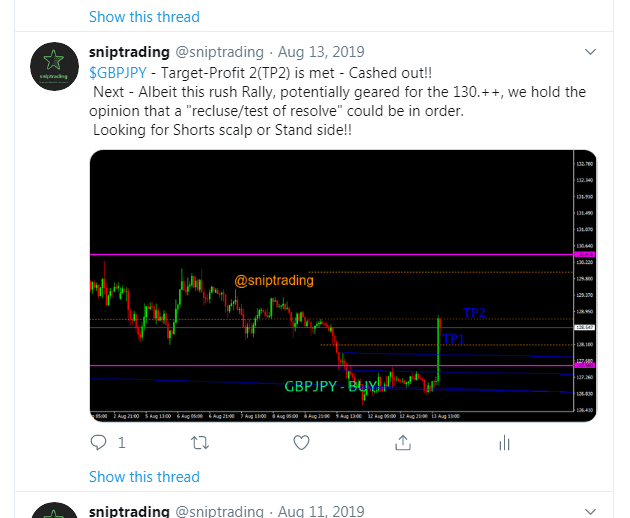 Show this thread
sniptrading @sniptrading · Aug 13, 2019
$GBPJPY - Target-Profit 2(TP2) is met - Cashed out!!
Next - Albeit this rush Rally, potentially geared for the 130.++, we hold the
opinion that a "recluse/test of resolve" could be in order.
Looking for Shorts scalp or Stand side!!
sniptrading
132.760
132.340
131.910
131.490
131.070
130.640
130.220
@sniptrading
129.800
129.370
128.950
TP2
128.547
TP1
128.100
127.680
127.260
GBPJPY - BUY
126.830
126.410
2 Aug 21:00 5 Aug 13:00 6 Aug 05:00 6 Aug 21:00 7 Aug 13:00 8 Aug 05:00 8 Aug 21:00 9 Aug 13:00 12 Aug 05:00 12 Aug 21:00 13 Aug 13:00
1
Show this thread
sniptrading @sniptrading · Aug 11, 2019